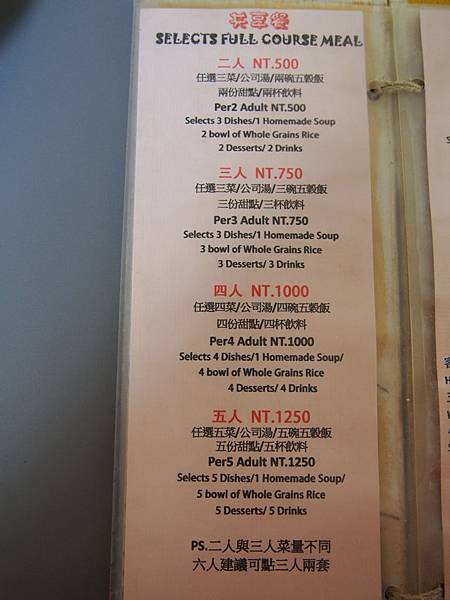 共享餐
SELECTS FULL COURSE MEAL
二人 NT.500
任選三菜/公司湯/兩碗五穀飯
兩份甜點/兩杯飲料
Per2 Adult NT.500
Selects 3 Dishes/1 Homemade Soup
2 bowl of Whole Grains Rice
2 Desserts/ 2 Drinks
三人 NT.750
任選三菜/公司湯/三碗五穀飯
三份甜點/三杯飲料
Per3 Adult NT.750
Selects 3 Dishes/1 Homemade Soup
3 bowl of Whole Grains Rice
3 Desserts/ 3 Drinks
四人 NT.1000
任選四菜/公司湯/四碗五穀飯
四份甜點/四杯飲料
Per4 Adult NT.1000
Selects 4 Dishes/1 Homemade Soup/
4 bowl of Whole Grains Rice
4 Desserts/ 4 Drinks
五人 NT.1250
任選五菜/公司湯/五碗五穀飯
五份甜點/五杯飲料
Per5 Adult NT.1250
Selects 5 Dishes/1 Homemade Soup/
5 bowl of Whole Grains Rice
5 Desserts/ 5 Drinks
PS.二人與三人菜量不同
六人建議可點三人兩套